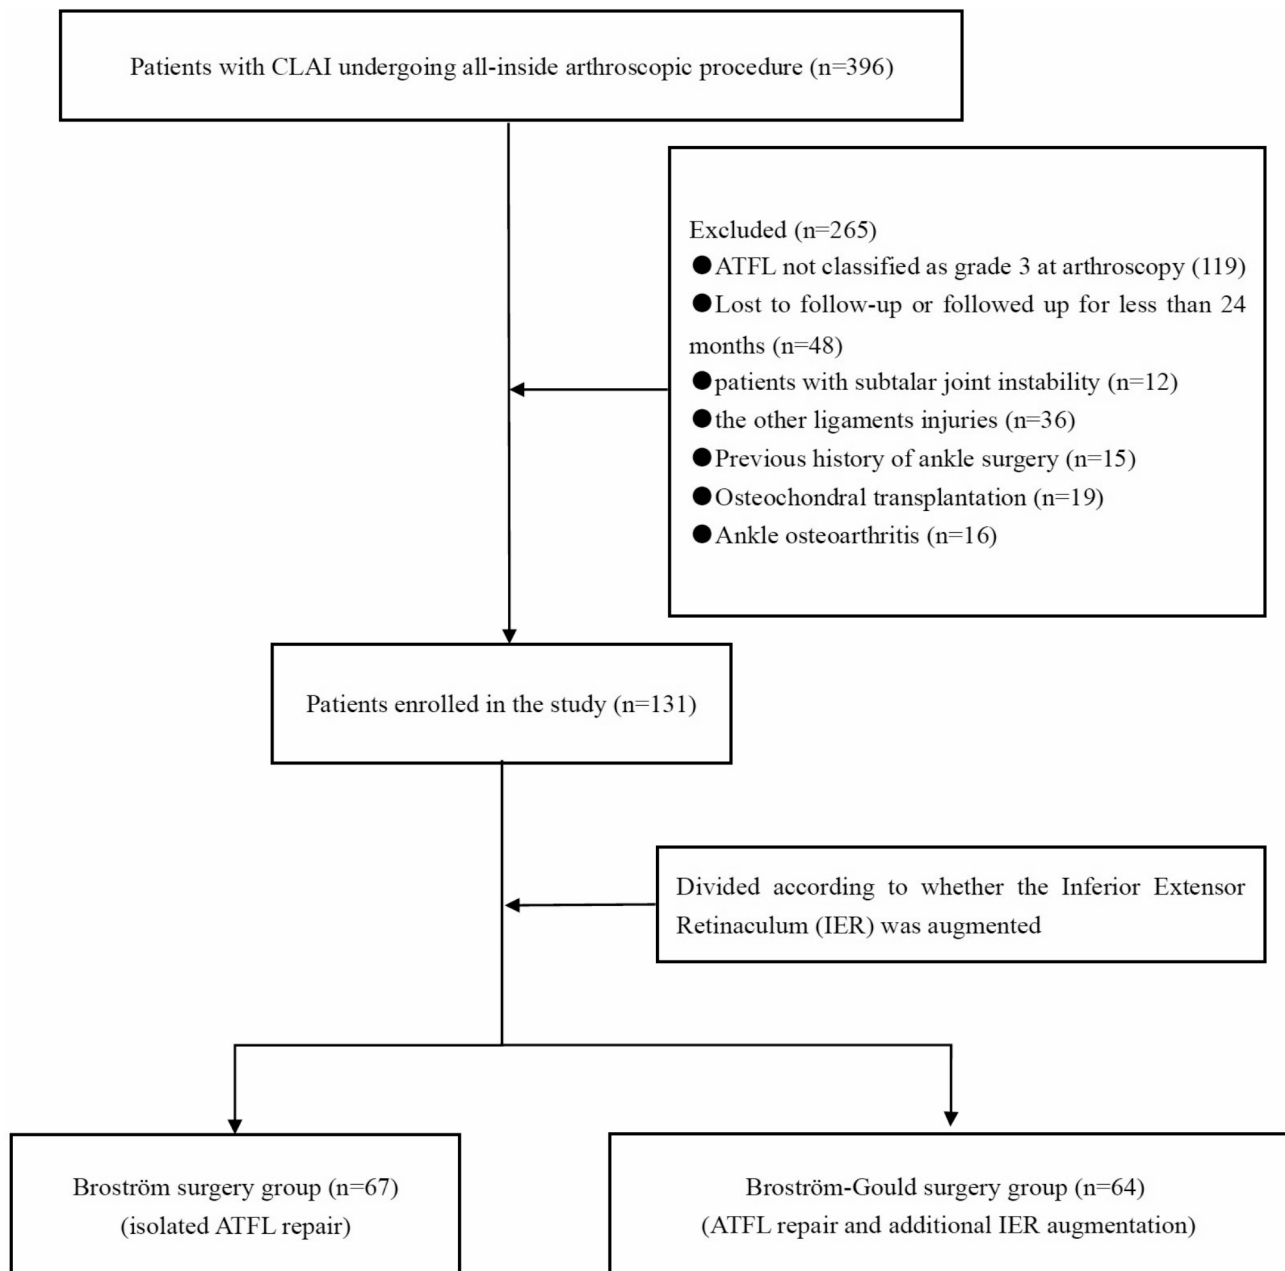 Patients with CLAI undergoing all-inside arthroscopic procedure (n=396)
Excluded (n=265)
●ATFL not classified as grade 3 at arthroscopy (119)
●Lost to follow-up or followed up for less than 24
months (n=48)
●patients with subtalar joint instability (n=12)
●the other ligaments injuries (n=36)
●Previous history of ankle surgery (n=15)
●Osteochondral transplantation (n=19)
●Ankle osteoarthritis (n=16)
Patients enrolled in the study (n=131)
Divided according to whether the Inferior Extensor
Retinaculum (IER) was augmented
Broström surgery group (n=67)
(isolated ATFL repair)
Broström-Gould surgery group (n=64)
(ATFL repair and additional IER augmentation)